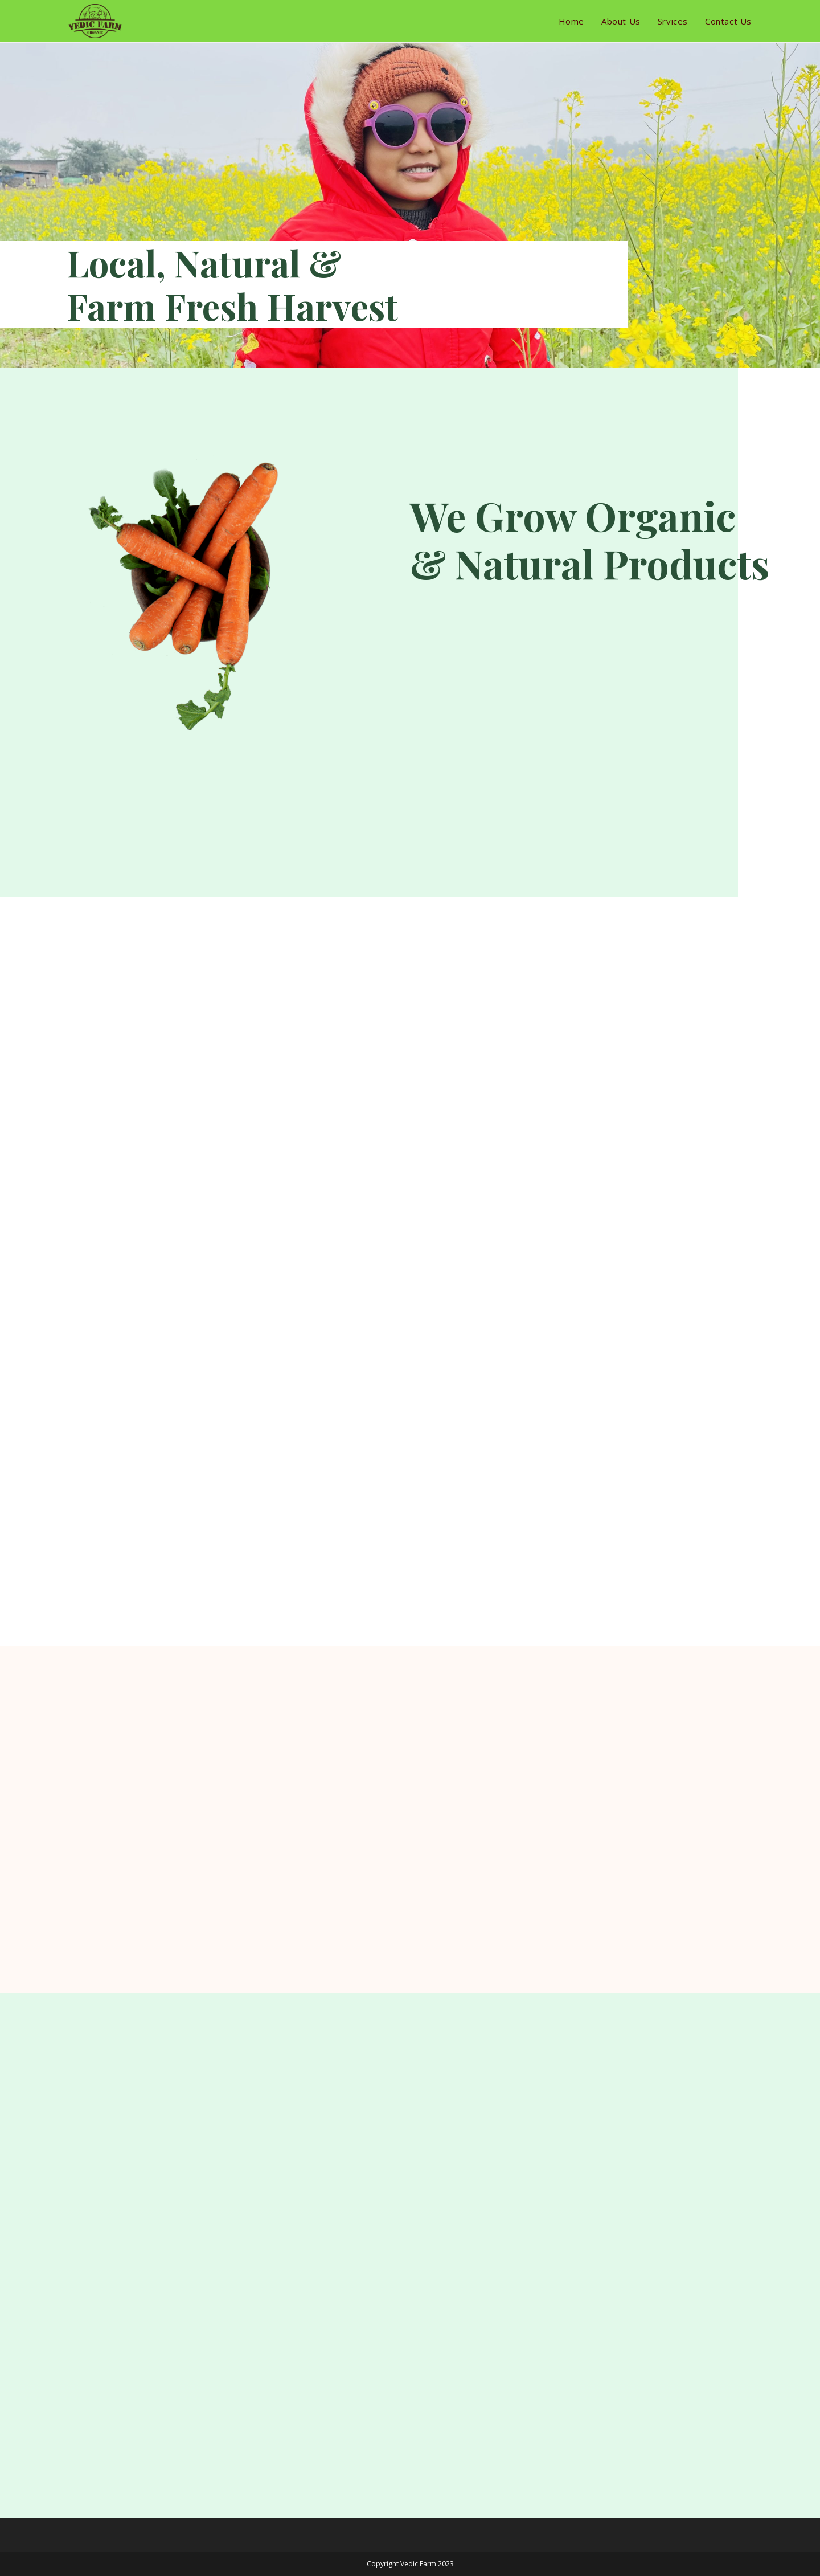 VEDIC FARM
Home About Us Srvices Contact Us
Local, Natural &
Farm Fresh Harvest
We Grow Organic
& Natural Products
Copyright Vedic Farm 2023